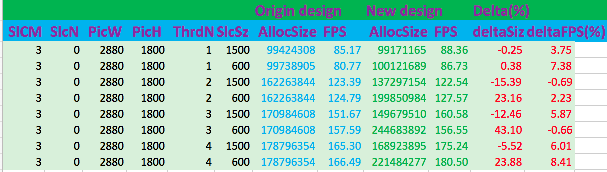 Origin design New design Delta(%)
SlCM SlcN PicW PicH ThrdN SlcSz AllocSize FPS AllocSize FPS deltaSiz deltaFPS(%)
3 0 2880 1800 1 1500 99424308 85.17 99171165 88.36 -0.25 3.75
3 0 2880 1800 1 600 99738905 80.77 100121689 86.73 0.38 7.38
3 0 2880 1800 2 1500 162263844 123.39 137297154 122.54 -15.39 -0.69
3 0 2880 1800 2 600 162263844 124.79 199850984 127.57 23.16 2.23
3 0 2880 1800 3 1500 170984608 151.67 149679510 160.58 -12.46 5.87
3 0 2880 1800 3 600 170984608 157.59 244683892 156.55 43.10 -0.66
3 0 2880 1800 4 1500 178796354 165.30 168923895 175.24 -5.52 6.01
3 0 2880 1800 4 600 178796354 166.49 221484277 180.50 23.88 8.41